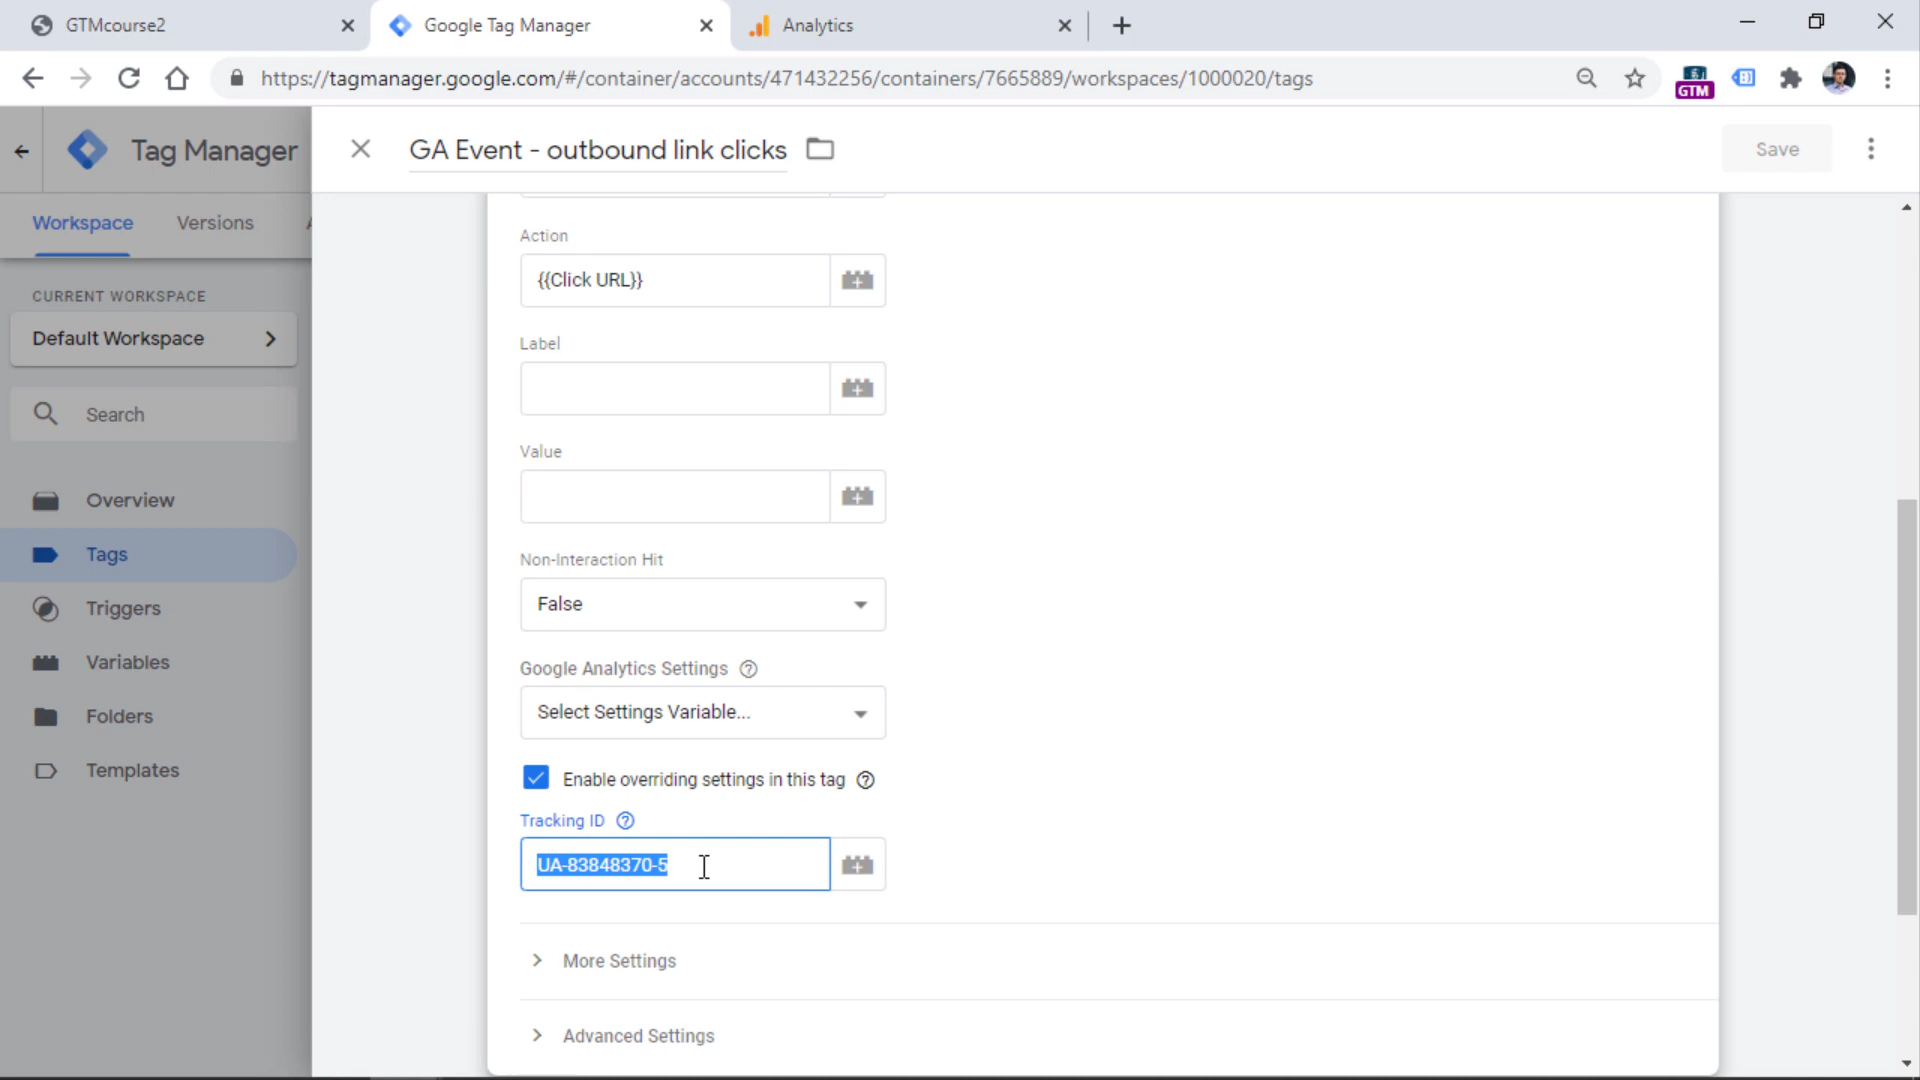 GTMcourse2
Google Tag Manager
Analytics
https://tagmanager.google.com/#/container/accounts/471432256/containers/7665889/workspaces/1000020/tags
GTM
Tag Manager
GA Event - outbound link clicks
Save
Workspace Versions
CURRENT WORKSPACE
Default Workspace
Search
Overview
Tags
Triggers
Variables
Folders
Templates
Action
{{Click URL}}
Label
Value
Non-Interaction Hit
False
Google Analytics Settings
Select Settings Variable...
Enable overriding settings in this tag
Tracking ID
UA-83848370-5
More Settings
Advanced Settings